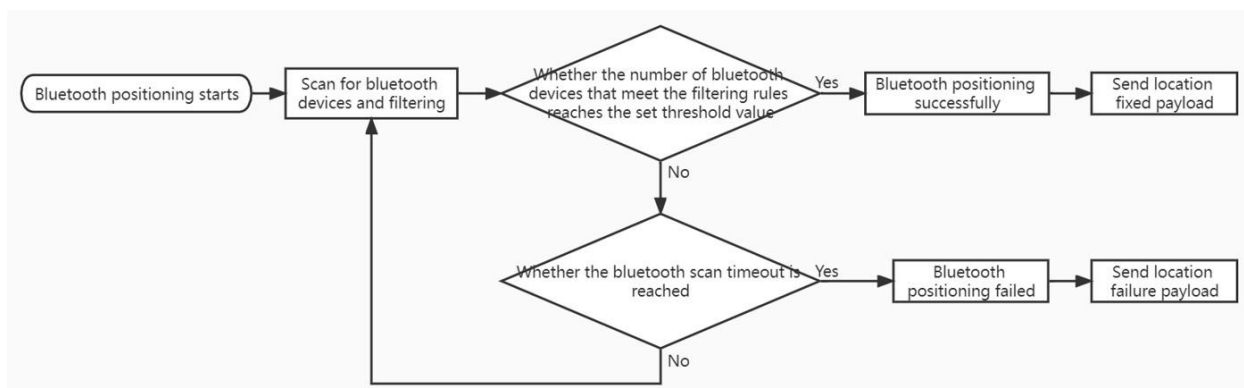 Bluetooth positioning starts
Scan for bluetooth
devices and filtering
Whether the number of bluetooth
devices that meet the filtering rules
reaches the set threshold value
Yes
Bluetooth positioning
successfully
Send location
fixed payload
No
Whether the bluetooth scan timeout is
reached
Yes
Bluetooth
positioning failed
Send location
failure payload
No